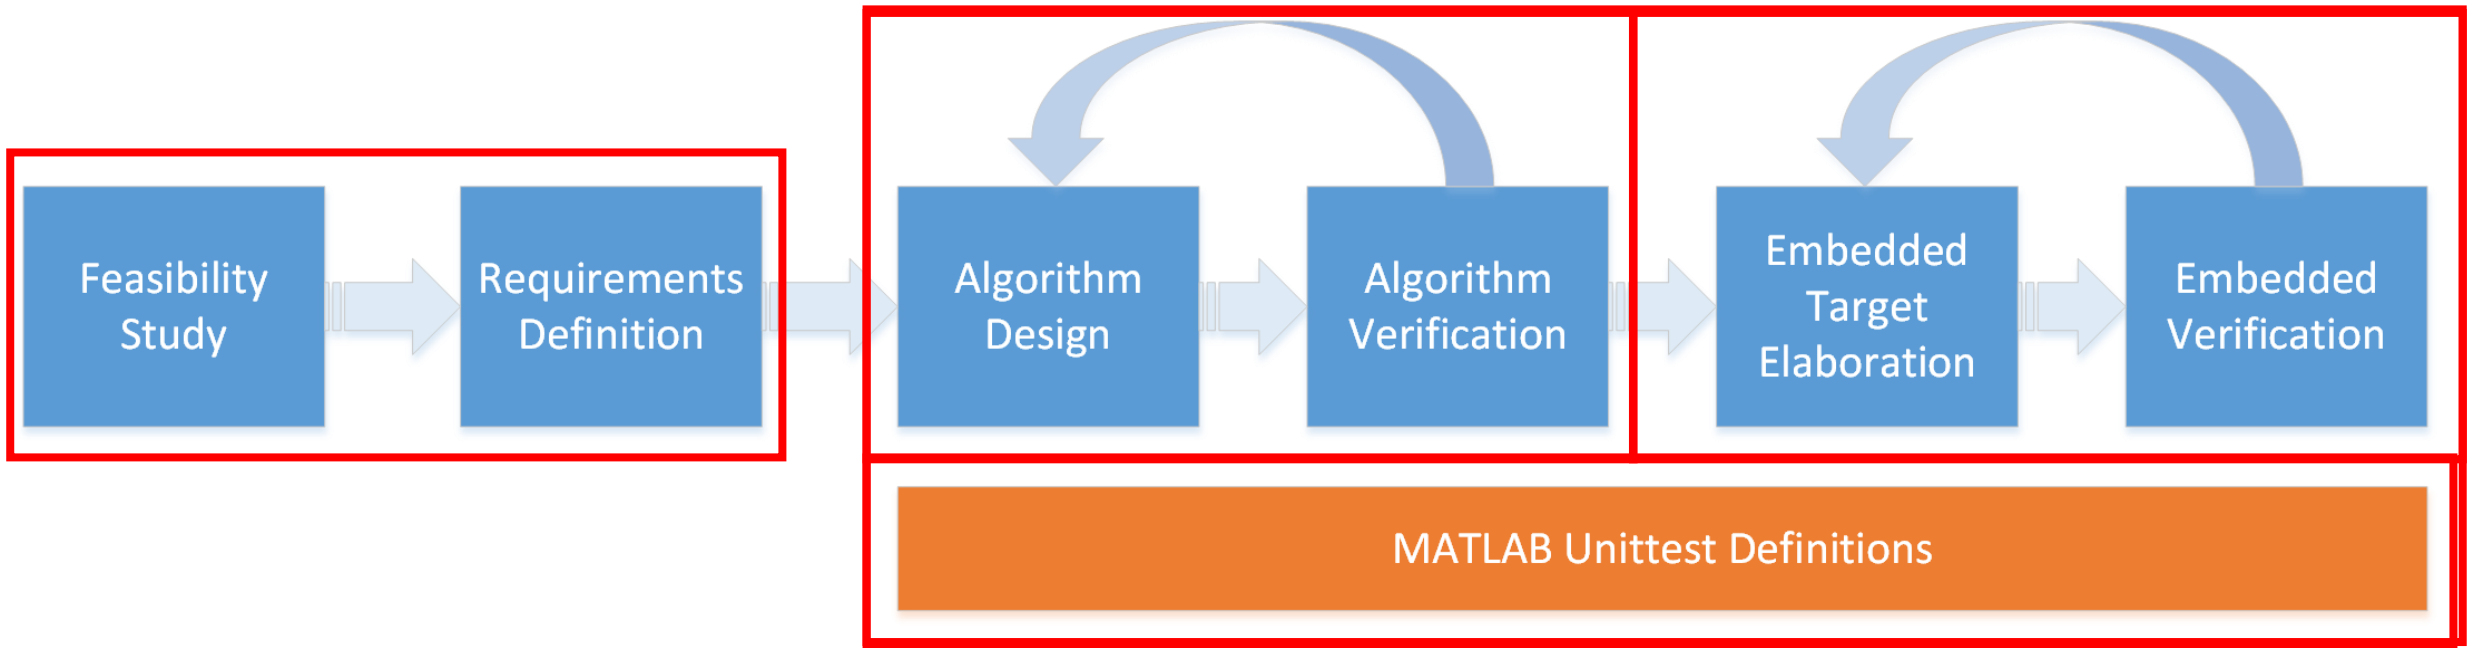 Feasibility
Study
Requirements
Definition
Algorithm
Design
Algorithm
Verification
Embedded
Target
Elaboration
Embedded
Verification
MATLAB Unittest Definitions